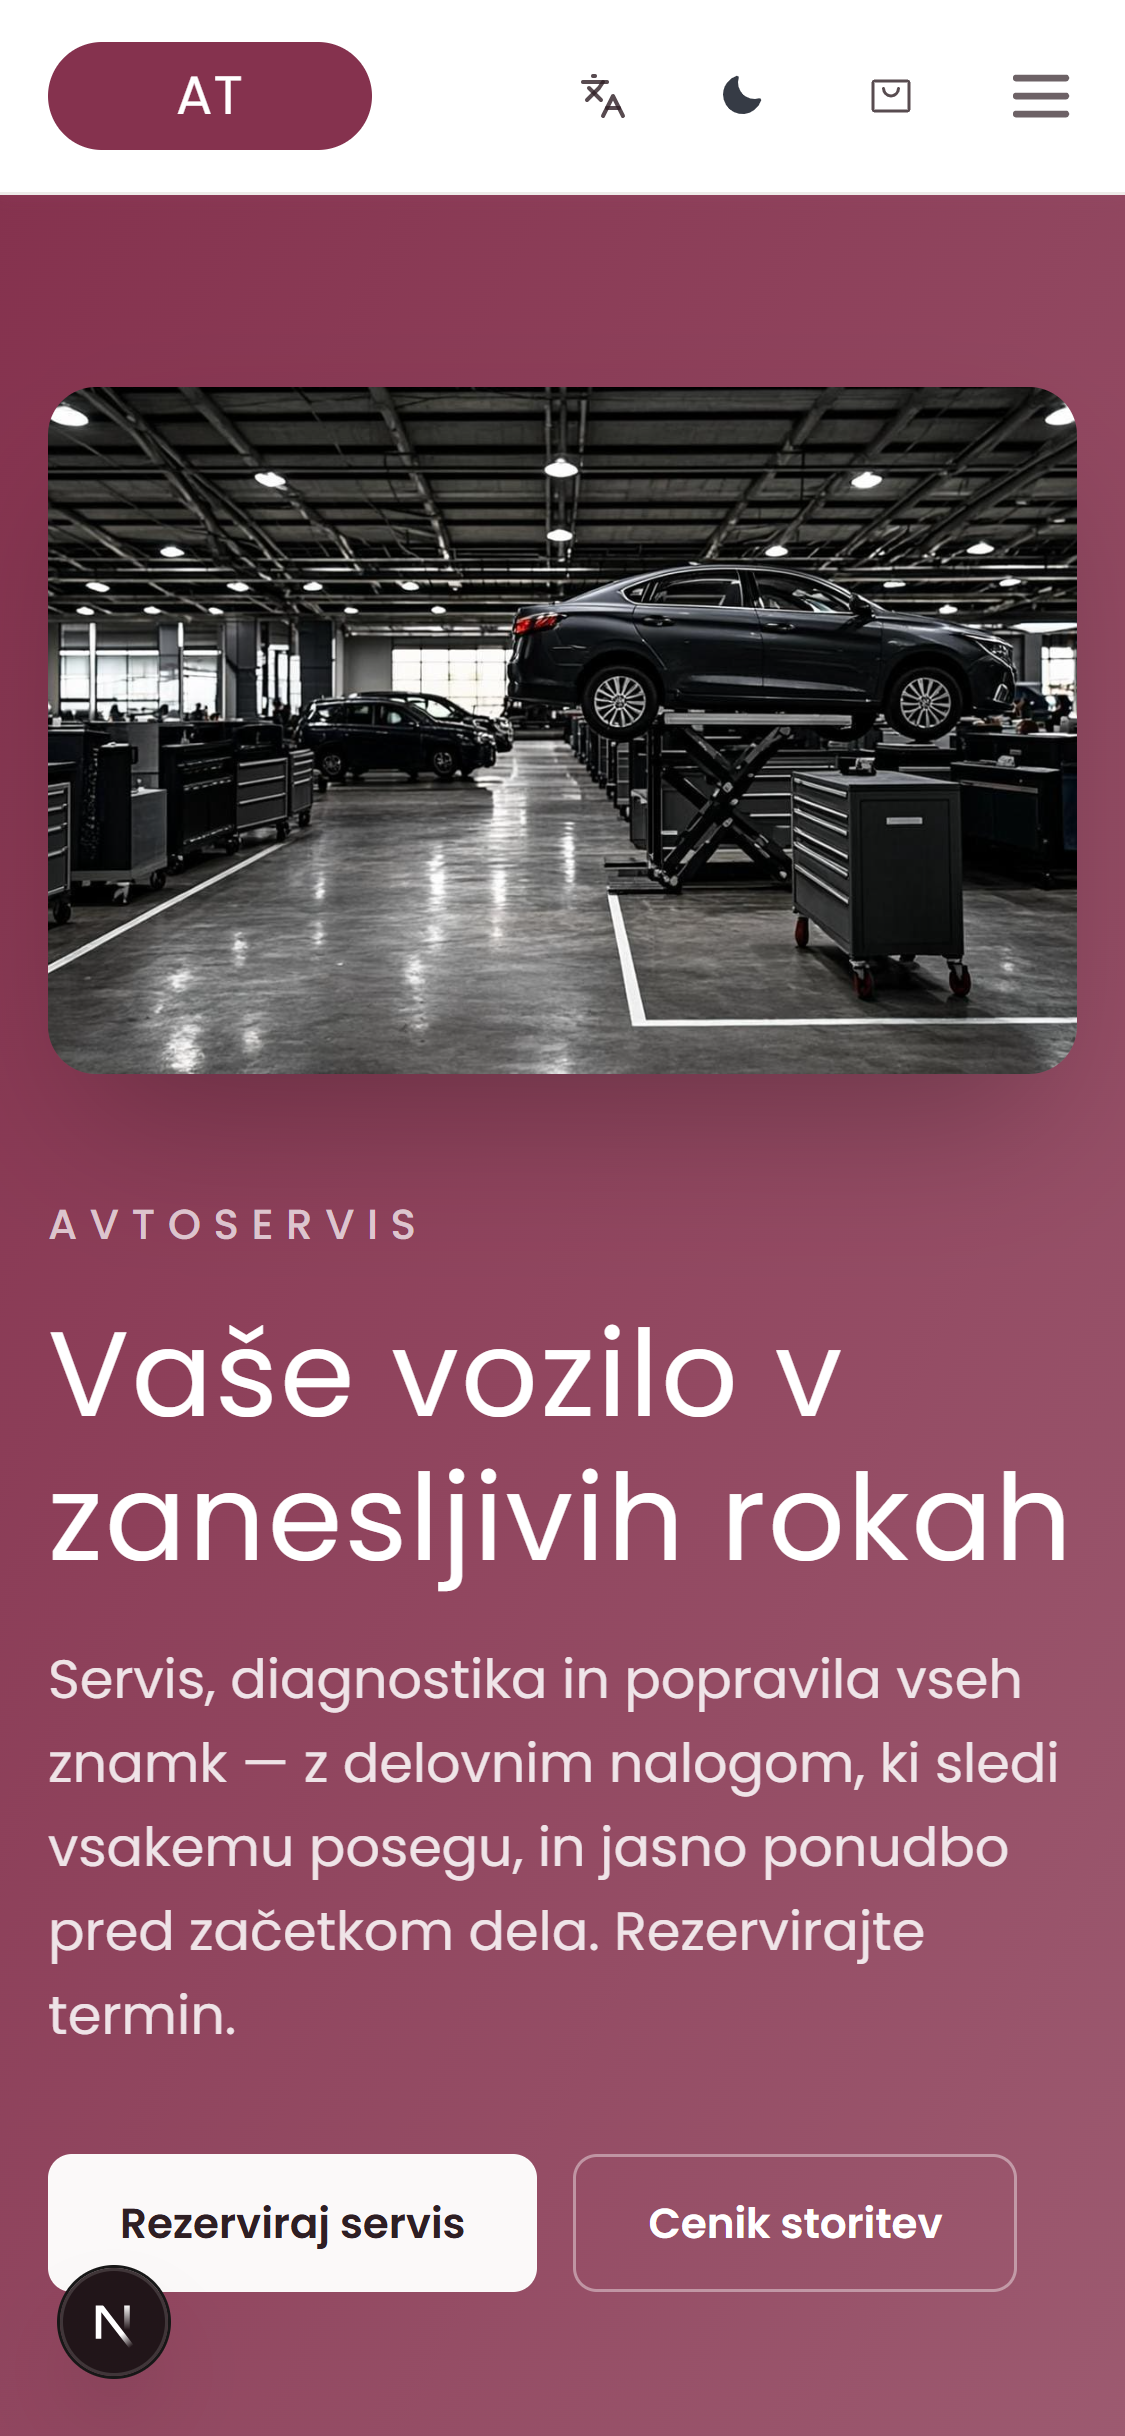 AT
AVTOSERVIS
Vaše vozilo v
zanesljivih rokah
Servis, diagnostika in popravila vseh
znamk — z delovnim nalogom, ki sledi
vsakemu posegu, in jasno ponudbo
pred začetkom dela. Rezervirajte
termin.
Rezerviraj servis
Cenik storitev
N